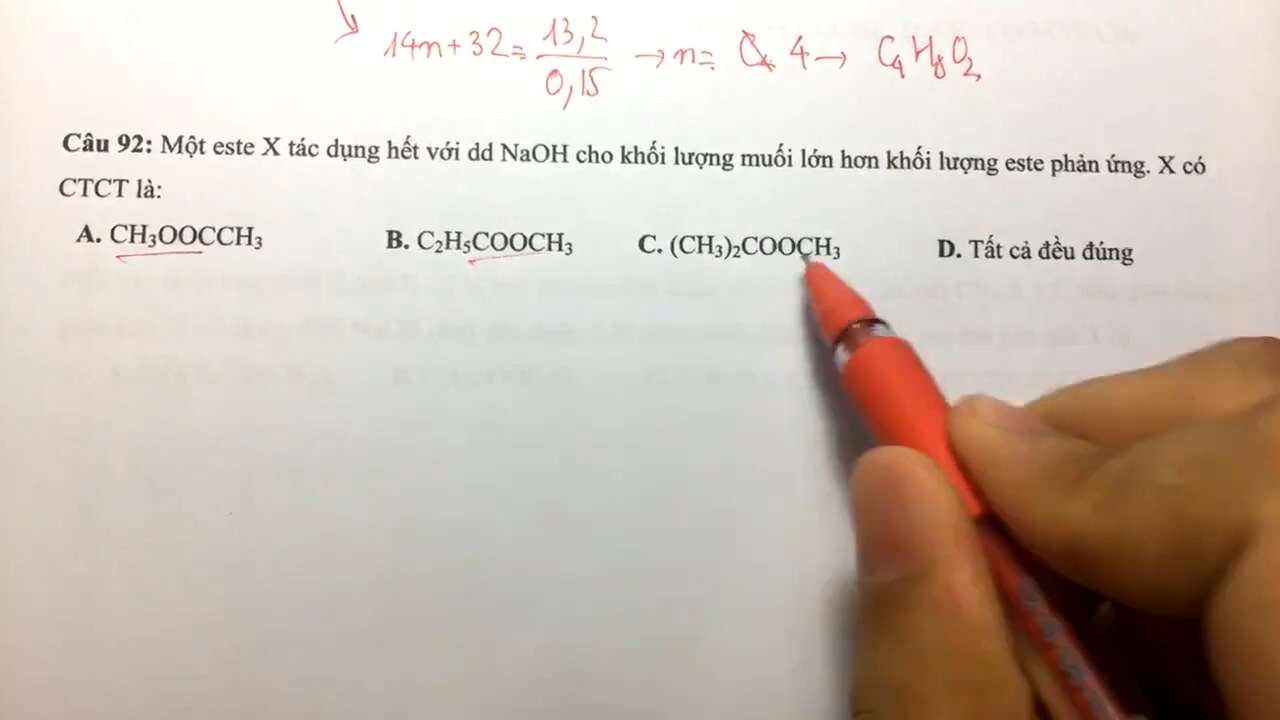 14n+32= 13,2/0,15 → n= 4 → C₄H₈O₂
Câu 92: Một este X tác dụng hết với dd NaOH cho khối lượng muối lớn hơn khối lượng este phản ứng. X có
CTCT là:
A. CH₃OOCCH₃ B. C₂H₅COOCH₃ C. (CH₃)₂COOCH₃ D. Tất cả đều đúng